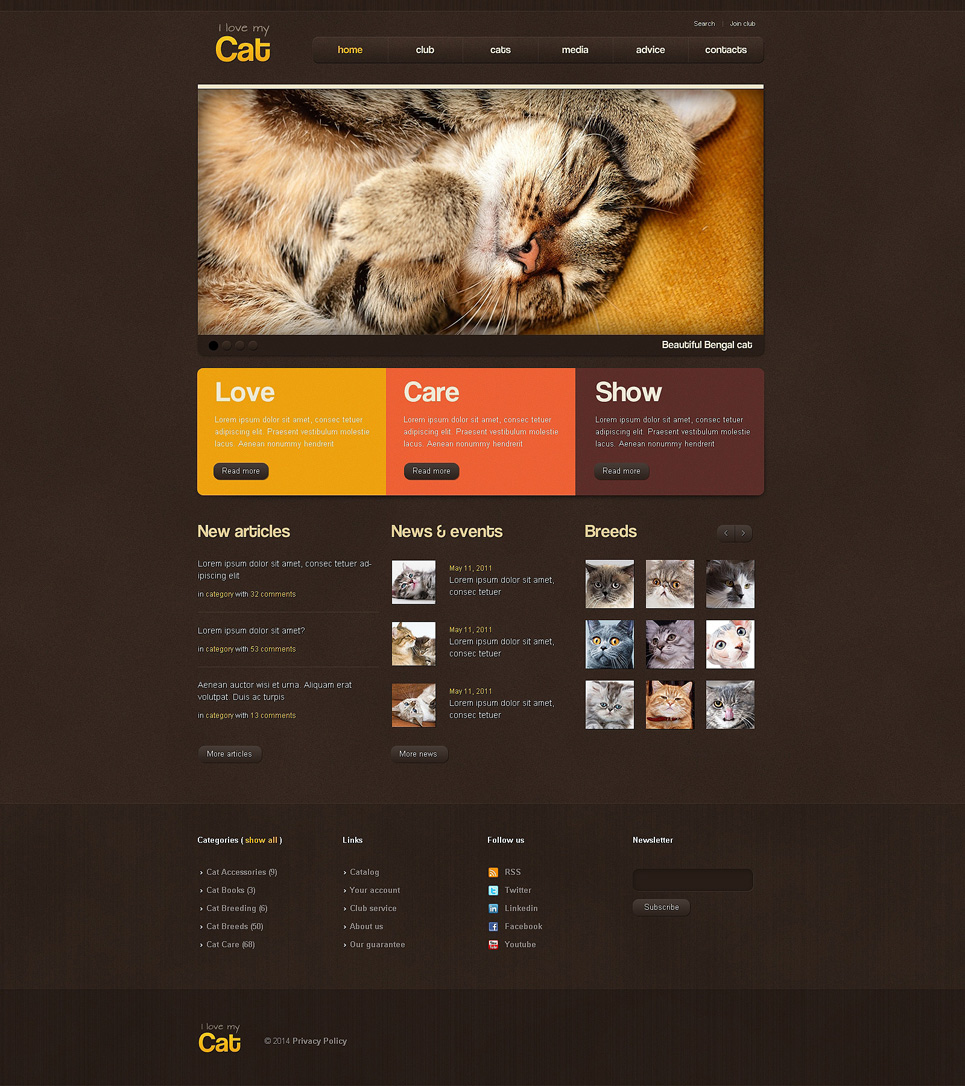 I love my
Cat
Search
Join club
home
club
cats
media
advice
contacts
Beautiful Bengal cat
Love
Lorem ipsum dolor sit amet, consec tetuer
adipiscing elit. Praesent vestibulum molestie
lacus. Aenean nonummy hendrerit
Read more
Care
Lorem ipsum dolor sit amet, consec tetuer
adipiscing elit. Praesent vestibulum molestie
lacus. Aenean nonummy hendrerit
Read more
Show
Lorem ipsum dolor sit amet, consec tetuer
adipiscing elit. Praesent vestibulum molestie
lacus. Aenean nonummy hendrerit
Read more
New articles
Lorem ipsum dolor sit amet, consec tetuer ad-
ipiscing elit
in category with 32 comments
Lorem ipsum dolor sit amet?
in category with 53 comments
Aenean auctor wisi et urna. Aliquam erat
volutpat. Duis ac turpis
in category with 13 comments
More articles
News & events
May 11, 2011
Lorem ipsum dolor sit amet,
consec tetuer
May 11, 2011
Lorem ipsum dolor sit amet,
consec tetuer
May 11, 2011
Lorem ipsum dolor sit amet,
consec tetuer
More news
Breeds
Categories ( show all )
Cat Accessories (9)
Cat Books (3)
Cat Breeding (6)
Cat Breeds (50)
Cat Care (68)
Links
Catalog
Your account
Club service
About us
Our guarantee
Follow us
RSS
Twitter
Linkedin
Facebook
Youtube
Newsletter
Subscribe
I love my
Cat
© 2014 Privacy Policy